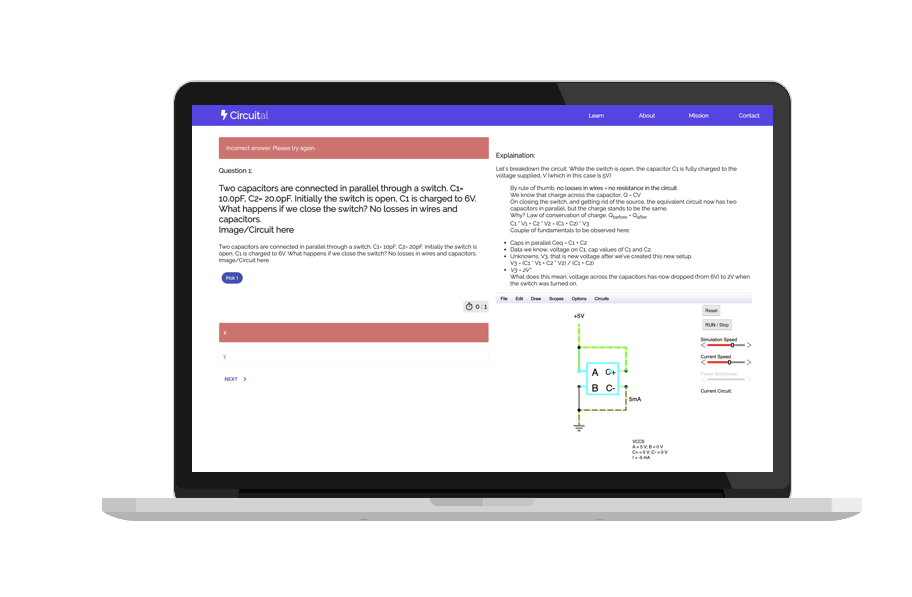 Circuital
Learn
About
Mission
Contact
Incorrect answer. Please try again.
Question 1:
Two capacitors are connected in parallel through a switch. C1=
10.0pF, C2= 20.0pF. Initially the switch is open, C1 is charged to 6V.
What happens if we close the switch? No losses in wires and
capacitors.
Image/Circuit here
Two capacitors are connected in parallel through a switch. C1= 10pF, C2= 20pF. Initially the switch is
open, C1 is charged to 6V. What happens if we close the switch? No losses in wires and capacitors.
Image/Circuit here
Pick 1
0 : 1
x
y
NEXT >
Explaination:
Let's breakdown the circuit. While the switch is open, the capacitor C1 is fully charged to the
voltage supplied, V (which in this case is 5V)
By rule of thumb, no losses in wires = no resistance in the circuit
We know that charge across the capacitor, Q = CV
On closing the switch, and getting rid of the source, the equivalent circuit now has two
capacitors in parallel, but the charge stands to be the same.
Why? Law of conservation of charge. Qbefore = Qafter
C1 * V1 + C2 * V2 = (C1 + C2) * V3
Couple of fundamentals to be observed here:
• Caps in parallel Ceq = C1 + C2
• Data we know, voltage on C1, cap values of C1 and C2.
• Unknowns, V3, that is new voltage after we've created this new setup.
V3 = (C1 * V1 + C2 * V2) / (C1 + C2)
• V3 = 2V"
What does this mean, voltage across the capacitors has now dropped (from 6V) to 2V when
the switch was turned on.
File Edit Draw Scopes Options Circuits
Reset
RUN / Stop
Simulation Speed
Current Speed
Power Brightness
Current Circuit:
+5V
A C+
B C-
5mA
VCCS
A = 5 V; B = 0 V
C+ = 5 V; C- = 0 V
I = -5 mA